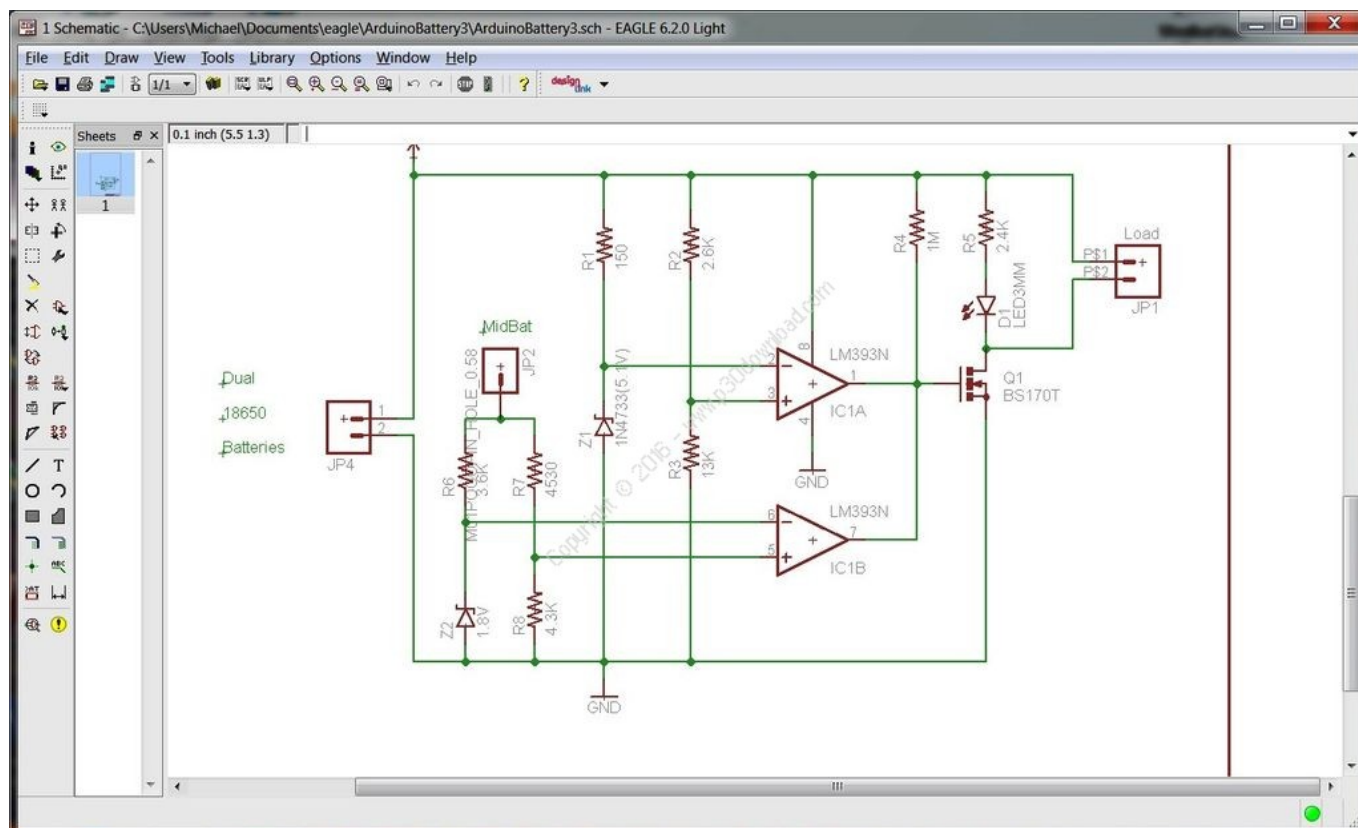 1 Schematic - C:\Users\Michael\Documents\eagle\ArduinoBattery3\ArduinoBattery3.sch - EAGLE 6.2.0 Light
File Edit Draw View Tools Library Options Window Help
1/1
design link
Sheets
0.1 inch (5.5 1.3)
1
Load
P$1
P$2
JP1
R1
150
R2
2.6K
R4
1M
R5
2.4K
D1
LED3MM
MidBat
JP2
Dual
18650
Batteries
1
2
JP4
R6
3.6K
R7
4530
Z1
1N4733(5.1V)
R3
13K
2
3
8
4
1
LM393N
IC1A
GND
Q1
BS170T
6
5
7
LM393N
IC1B
Z2
1.8V
R8
4.3K
GND
Copyright © 2016 - www.p30download.com